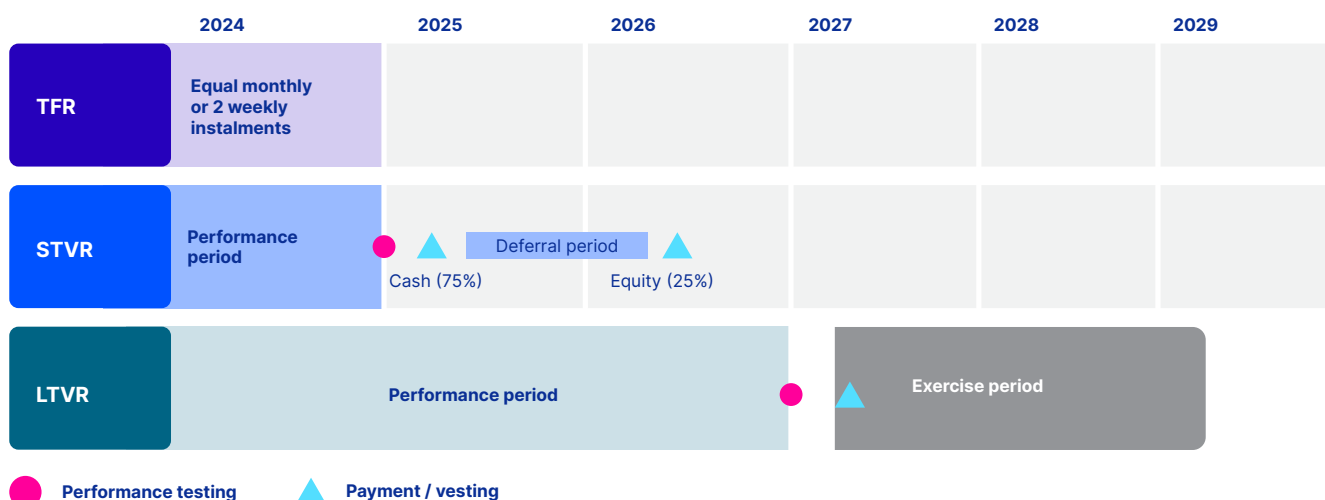 2024 2025 2026 2027 2028 2029
TFR
Equal monthly
or 2 weekly
instalments
STVR
Performance
period
Deferral period
Cash (75%)
Equity (25%)
LTVR
Performance period
Exercise period
Performance testing
Payment / vesting